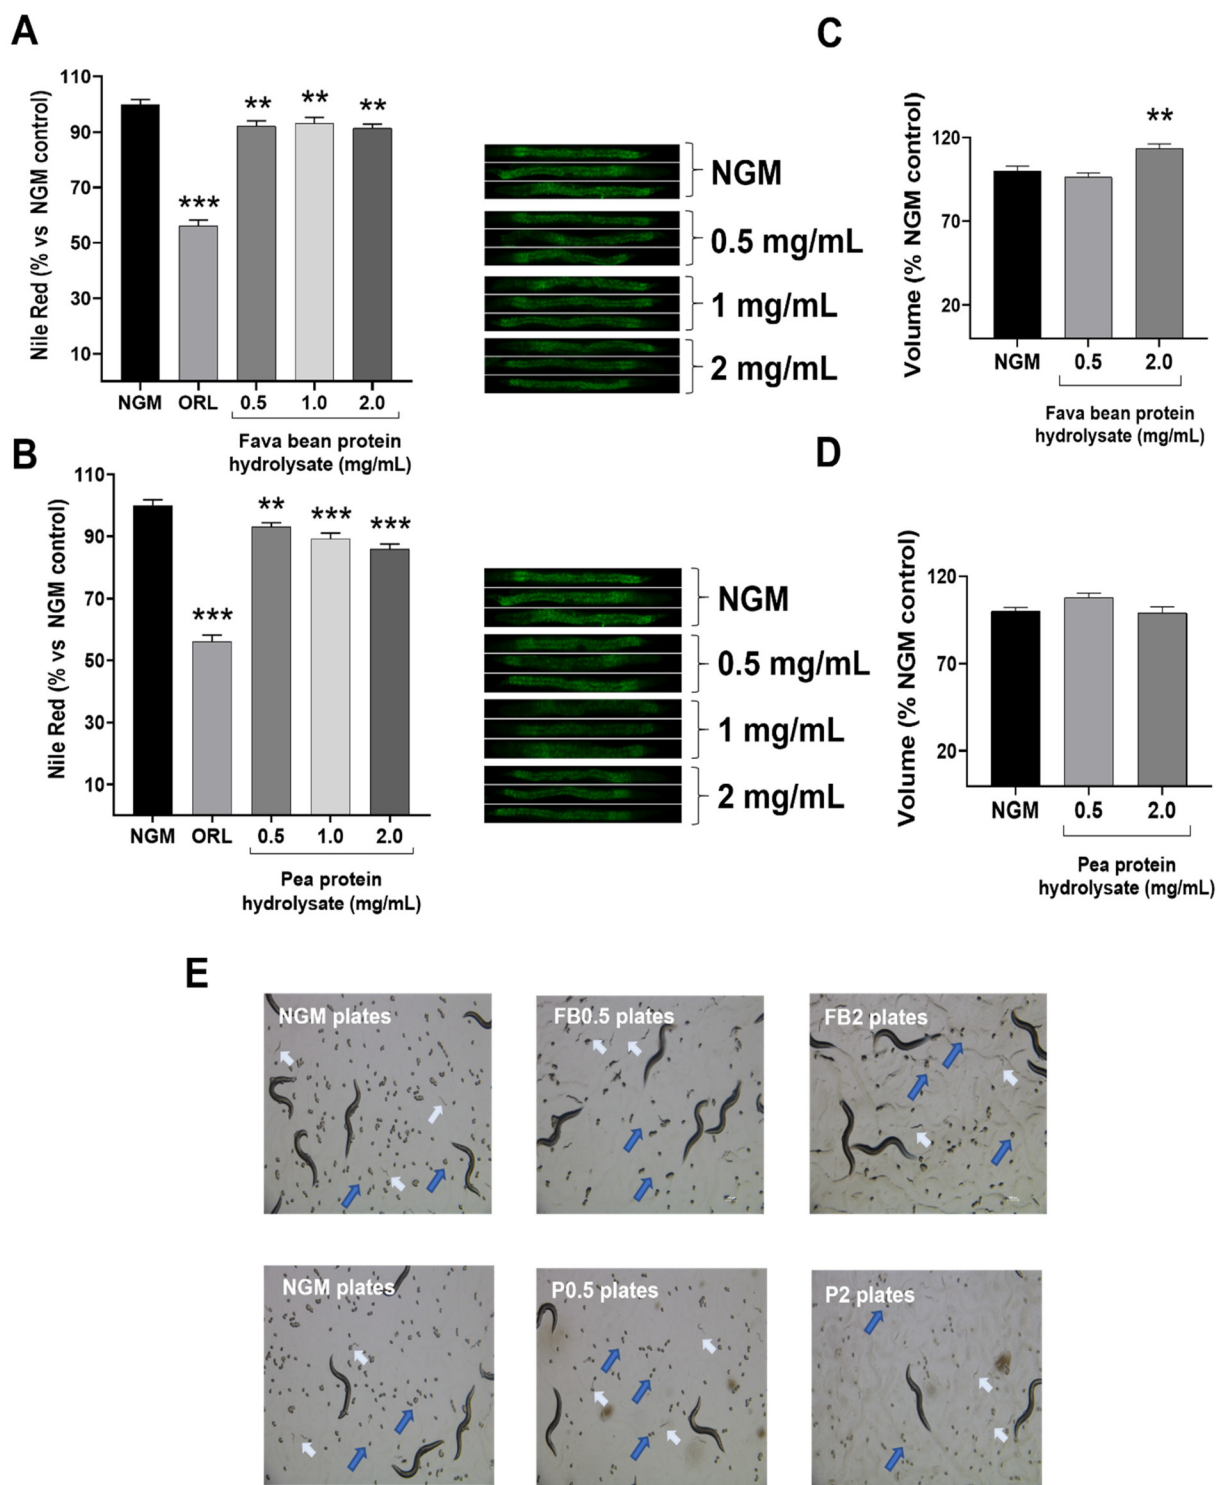 A
Nile Red (% vs NGM control)
110
90
70
50
30
10
***
**
**
**
NGM ORL 0.5 1.0 2.0
Fava bean protein
hydrolysate (mg/mL)
NGM
0.5 mg/mL
1 mg/mL
2 mg/mL
C
Volume (% NGM control)
120
70
20
**
NGM 0.5 2.0
Fava bean protein
hydrolysate (mg/mL)
B
Nile Red (% vs NGM control)
110
90
70
50
30
10
***
**
***
***
NGM ORL 0.5 1.0 2.0
Pea protein
hydrolysate (mg/mL)
NGM
0.5 mg/mL
1 mg/mL
2 mg/mL
D
Volume (% NGM control)
120
70
20
NGM 0.5 2.0
Pea protein
hydrolysate (mg/mL)
E
NGM plates
FB0.5 plates
FB2 plates
NGM plates
P0.5 plates
P2 plates